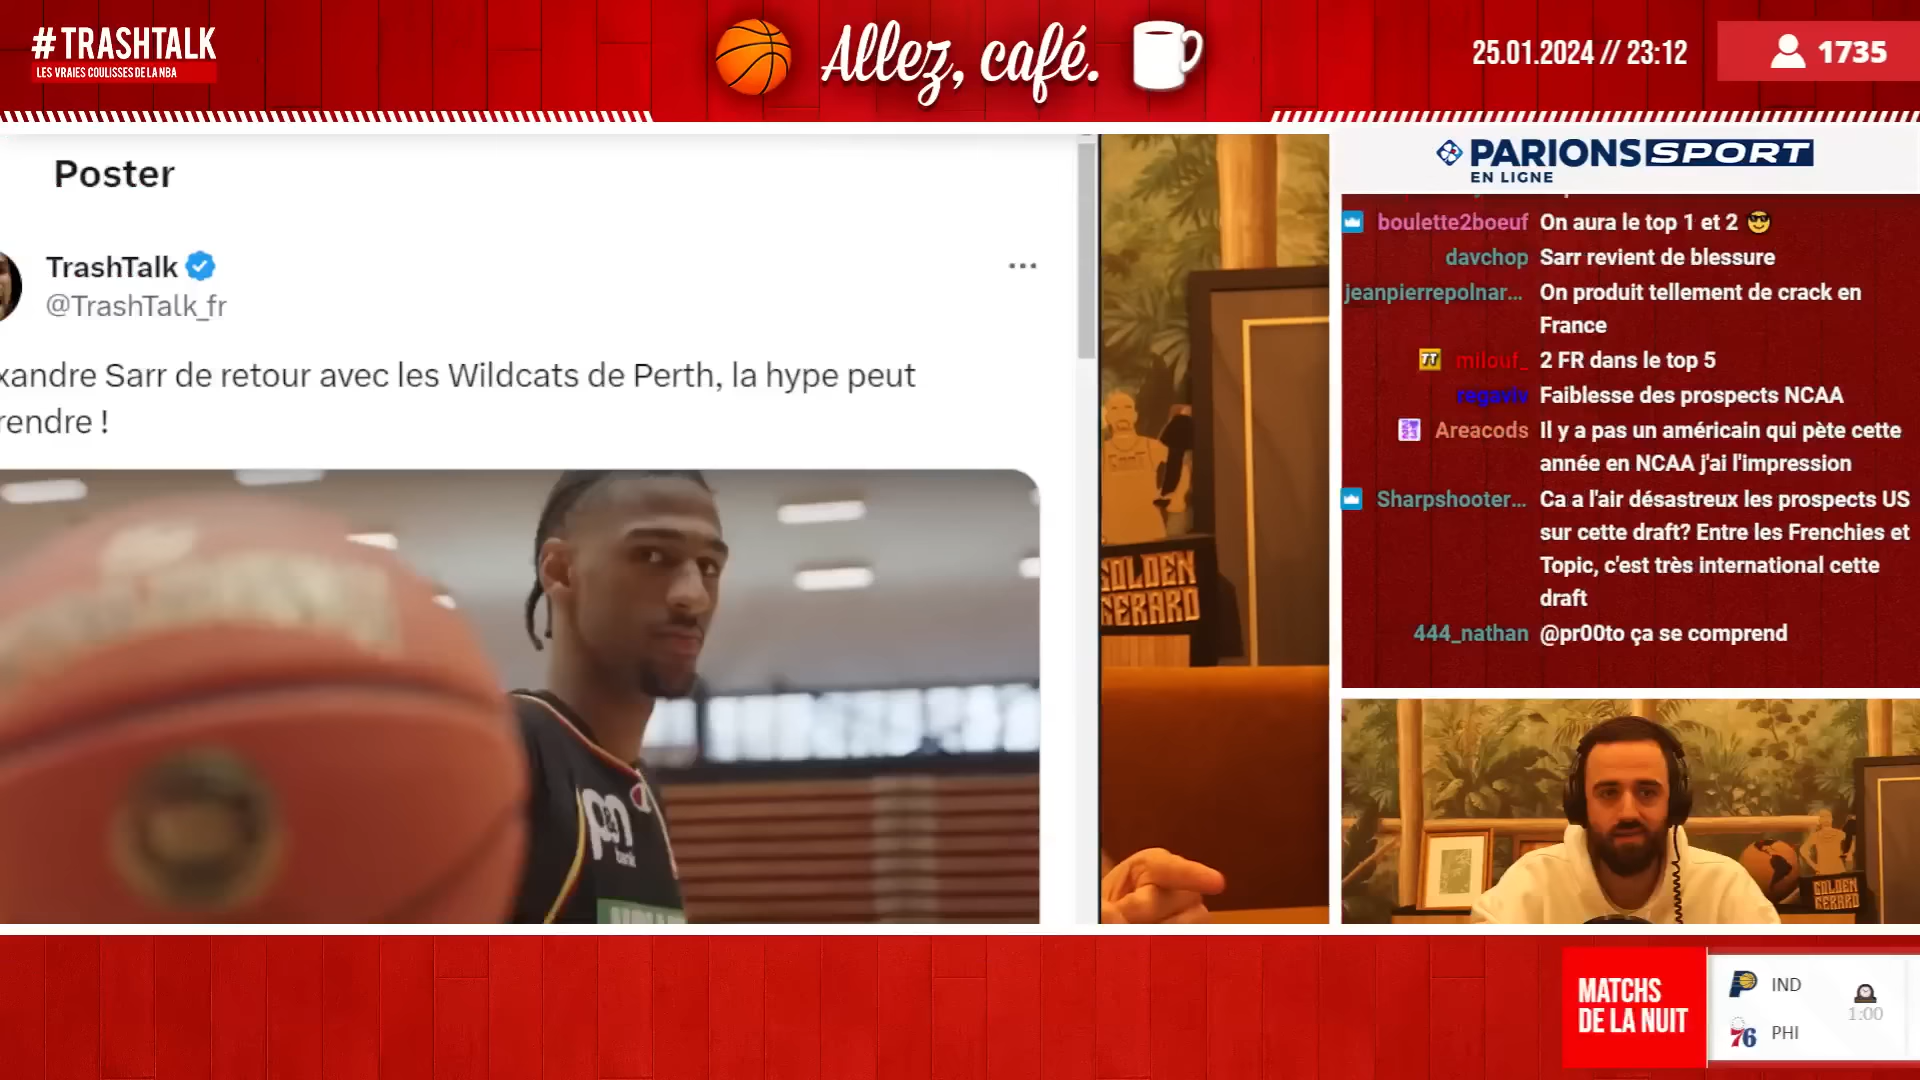 #TRASHTALK
LES VRAIES COULISSES DE LA NBA
Allez, café.
25.01.2024 // 23:12
1735
Poster
TrashTalk
@TrashTalk_fr
xandre Sarr de retour avec les Wildcats de Perth, la hype peut
rendre !
pn
bank
GOLDEN
GERARD
PARIONS SPORT
EN LIGNE
boulette2boeuf On aura le top 1 et 2 😎
davchop Sarr revient de blessure
jeanpierrepolnar... On produit tellement de crack en
France
TT milouf_ 2 FR dans le top 5
regaviv Faiblesse des prospects NCAA
Areacods Il y a pas un américain qui pète cette
année en NCAA j'ai l'impression
Sharpshooter... Ca a l'air désastreux les prospects US
sur cette draft? Entre les Frenchies et
Topic, c'est très international cette
draft
444_nathan @pr00to ça se comprend
GOLDEN
GERARD
MATCHS
DE LA NUIT
IND
1:00
76 PHI